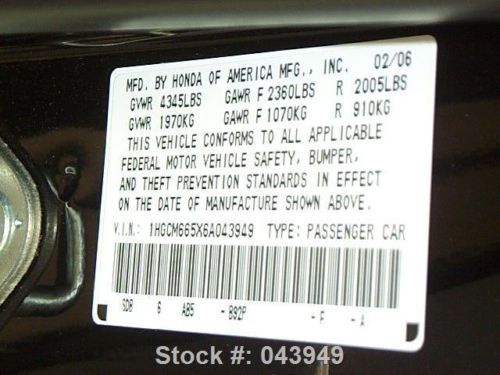 MFD. BY HONDA OF AMERICA MFG., INC. 02/06
GVWR 4345LBS GAWR F 2360LBS R 2005LBS
GVWR 1970KG GAWR F 1070KG R 910KG
THIS VEHICLE CONFORMS TO ALL APPLICABLE
FEDERAL MOTOR VEHICLE SAFETY, BUMPER,
AND THEFT PREVENTION STANDARDS IN EFFECT
ON THE DATE OF MANUFACTURE SHOWN ABOVE.
V.I.N.: 1HGCM665X6A043949 TYPE: PASSENGER CAR
SDB 6 AB5 - B92P - F - A
Stock #: 043949